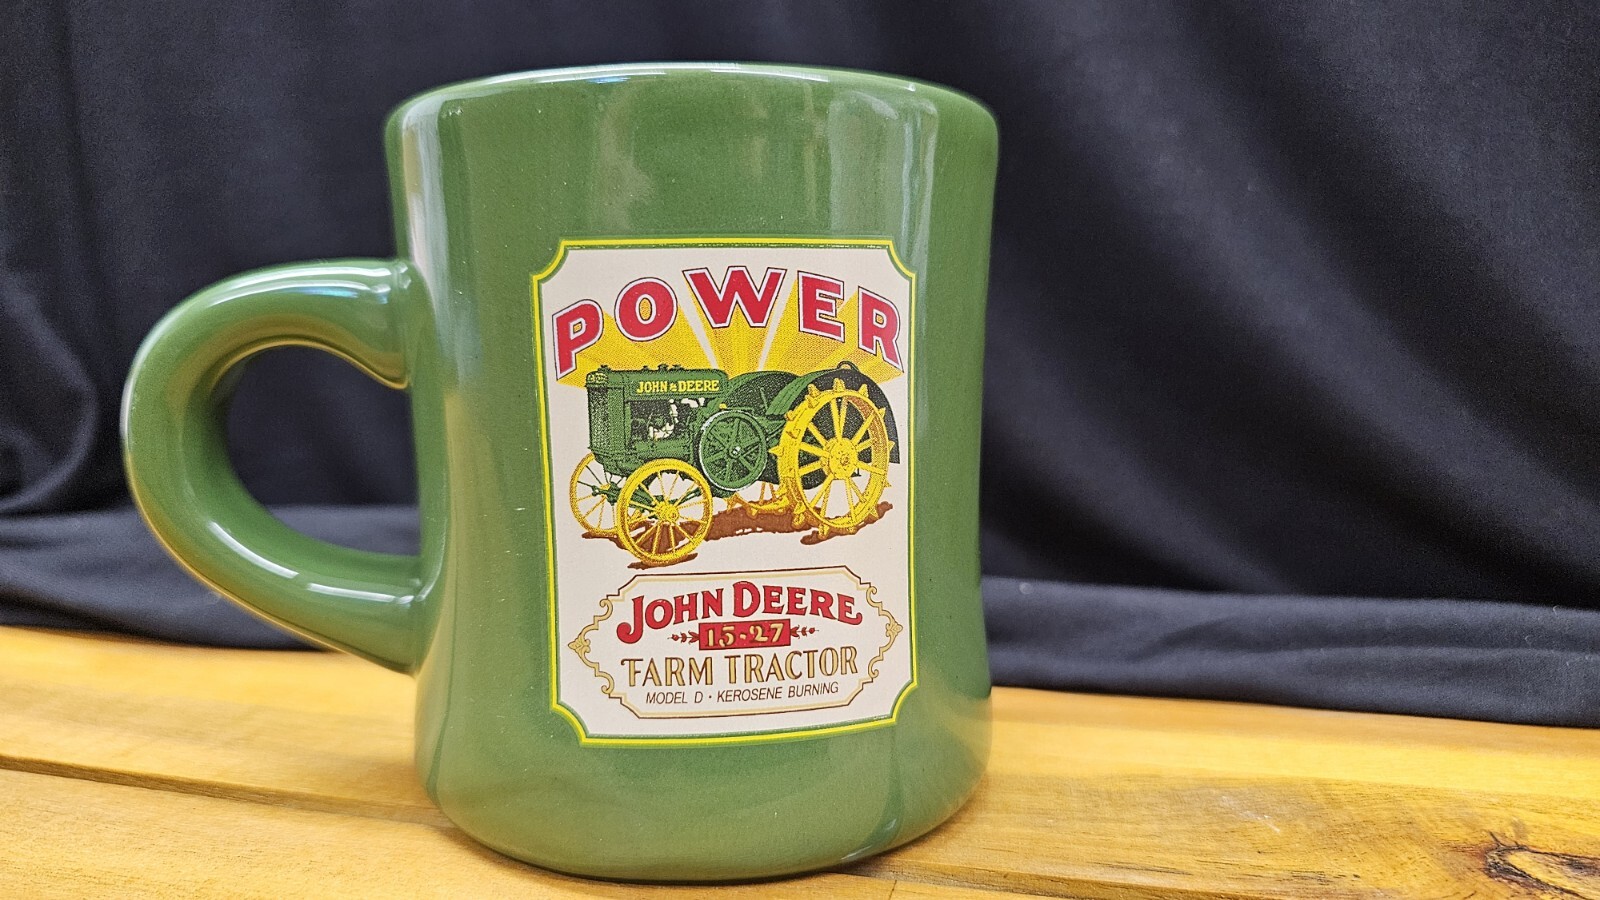 POWER
JOHN DEERE
JOHN DEERE
15-27
FARM TRACTOR
MODEL D • KEROSENE BURNING